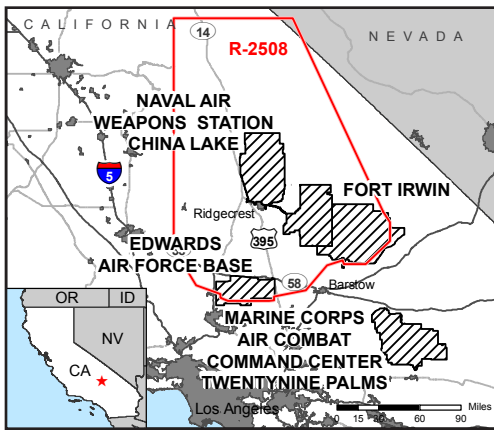 CALIFORNIA
NEVADA
14
R-2508
NAVAL AIR
WEAPONS STATION
CHINA LAKE
5
FORT IRWIN
Ridgecrest
395
EDWARDS
AIR FORCE BASE
58
58
Barstow
MARINE CORPS
AIR COMBAT
COMMAND CENTER
TWENTYNINE PALMS
Los Angeles
OR
ID
NV
CA
Miles
0 15 30 60 90